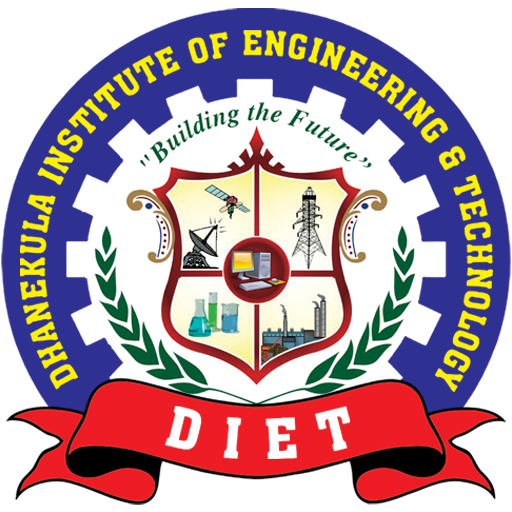 DHANEKULA INSTITUTE OF ENGINEERING & TECHNOLOGY
"Building the Future"
DIET